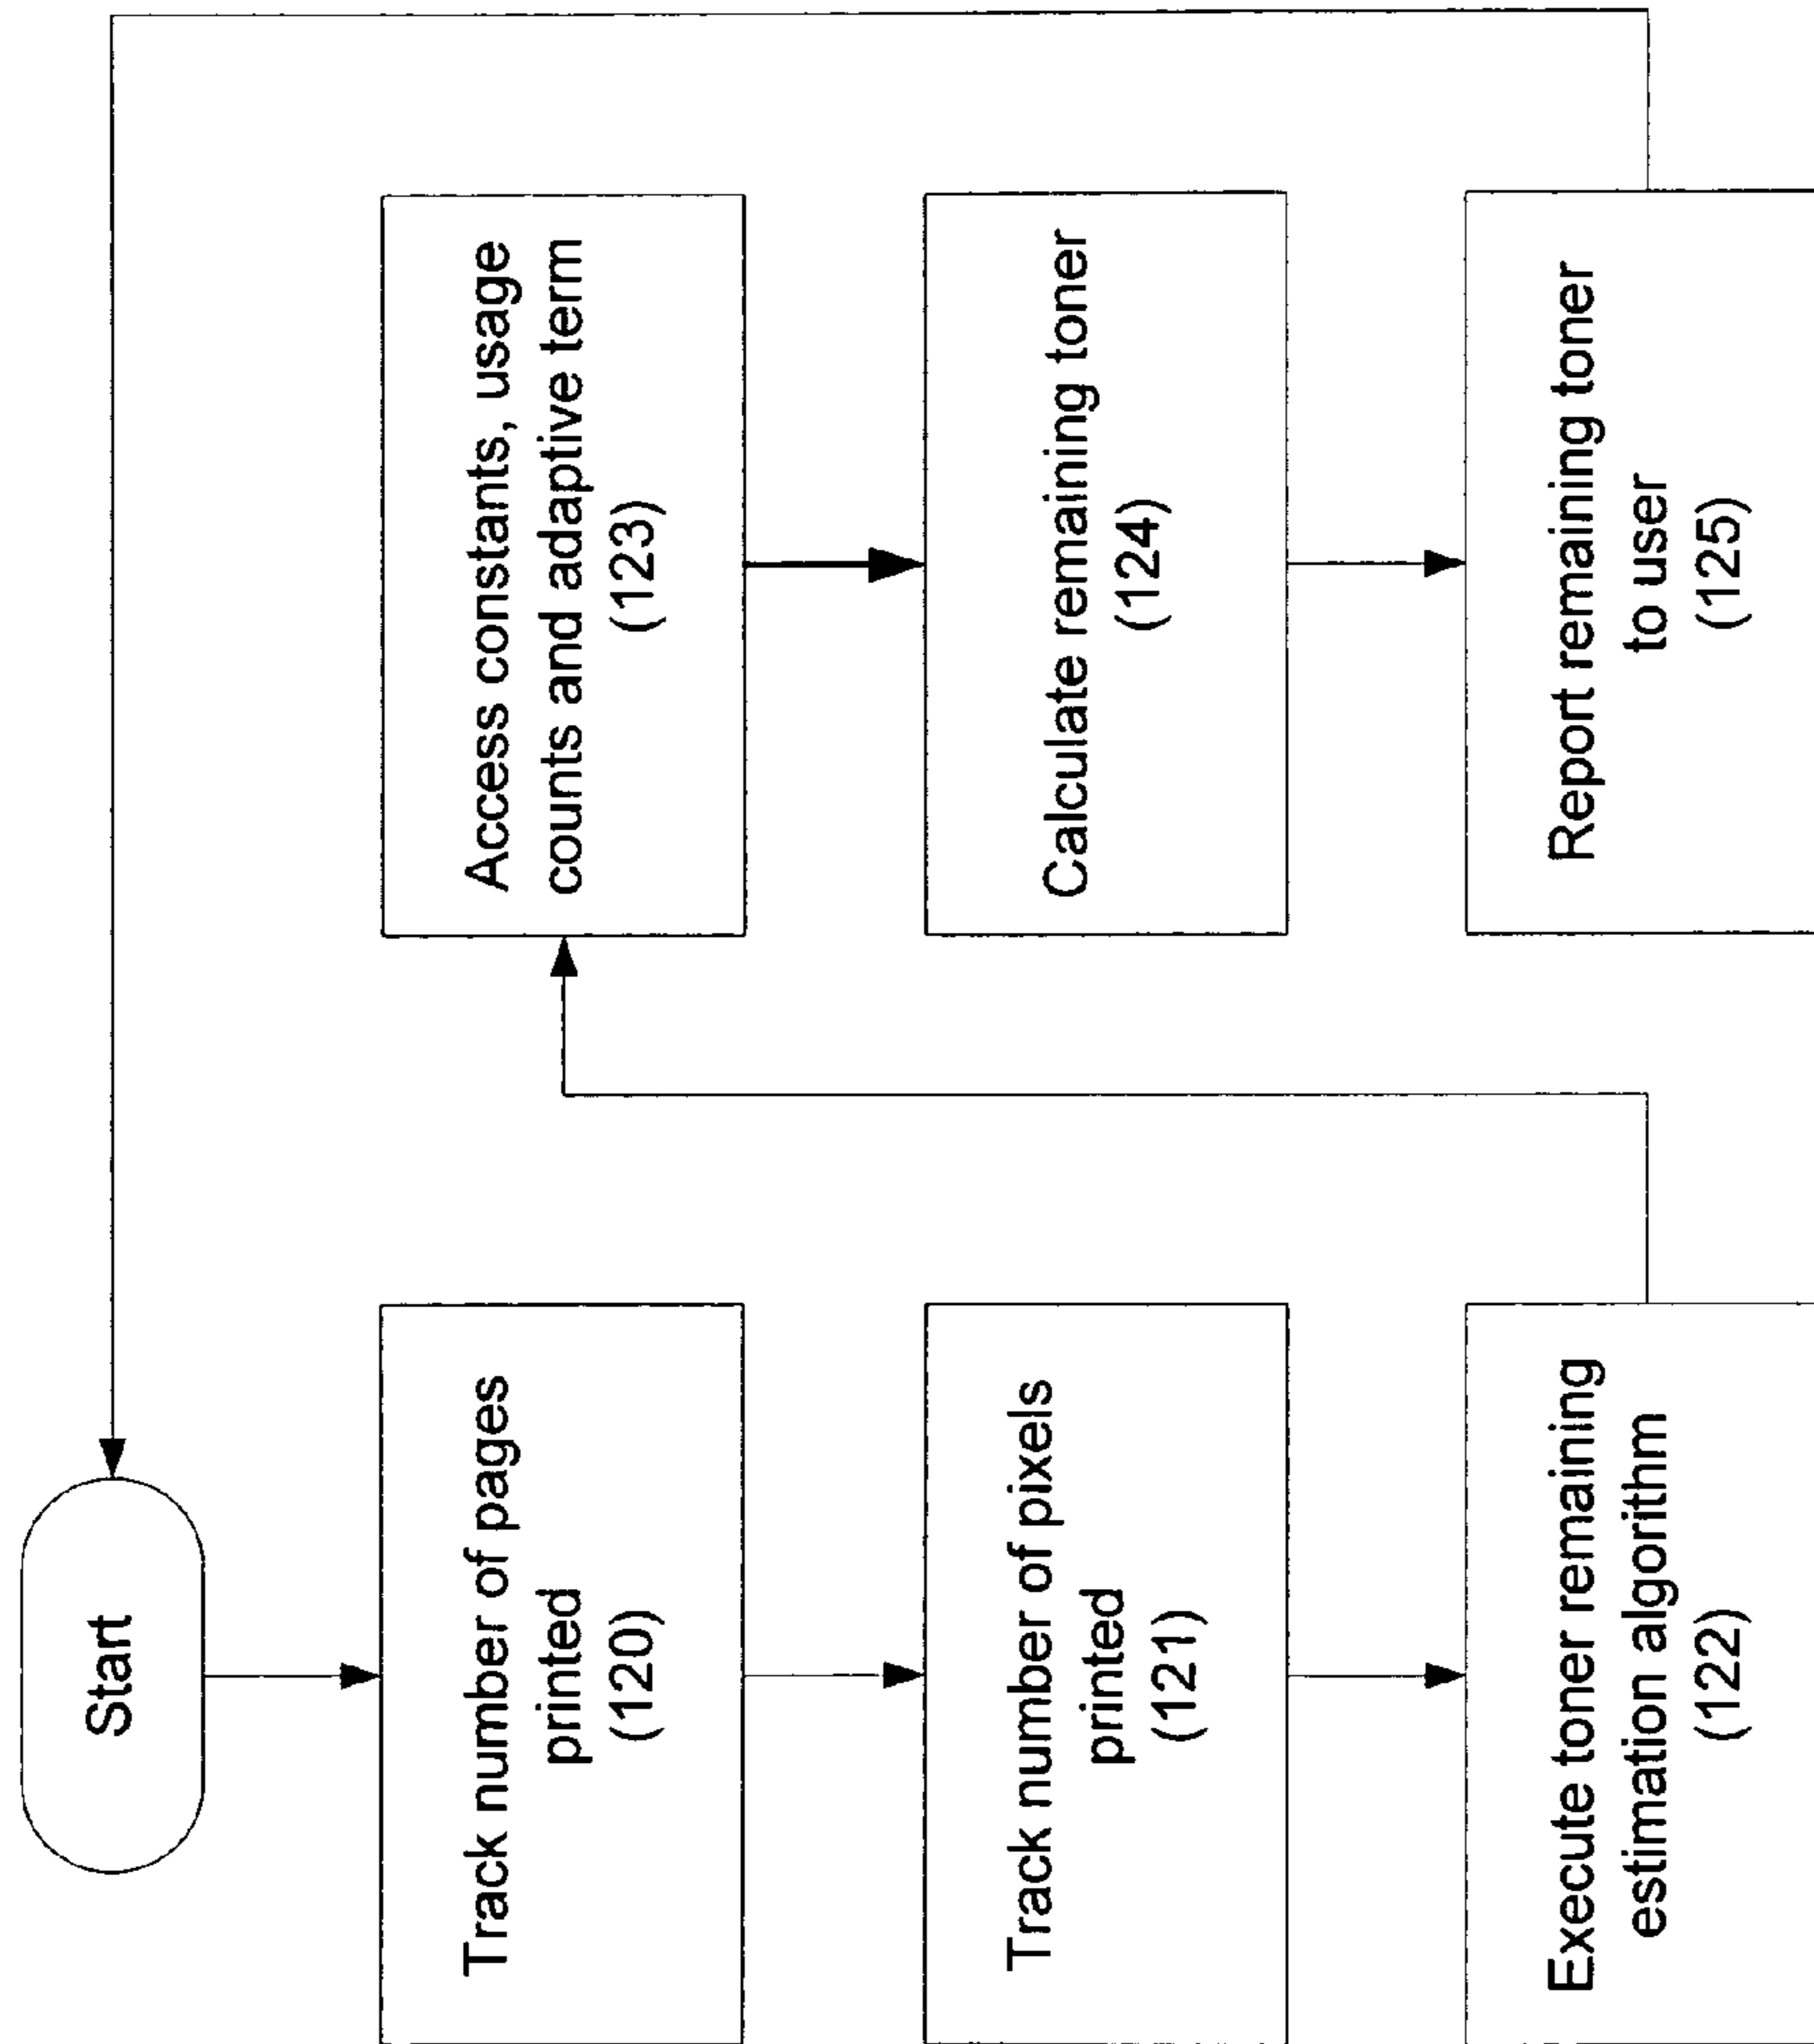 Start
Track number of pages
printed
(120)
Track number of pixels
printed
(121)
Execute toner remaining
estimation algorithm
(122)
Access constants, usage
counts and adaptive term
(123)
Calculate remaining toner
(124)
Report remaining toner
to user
(125)